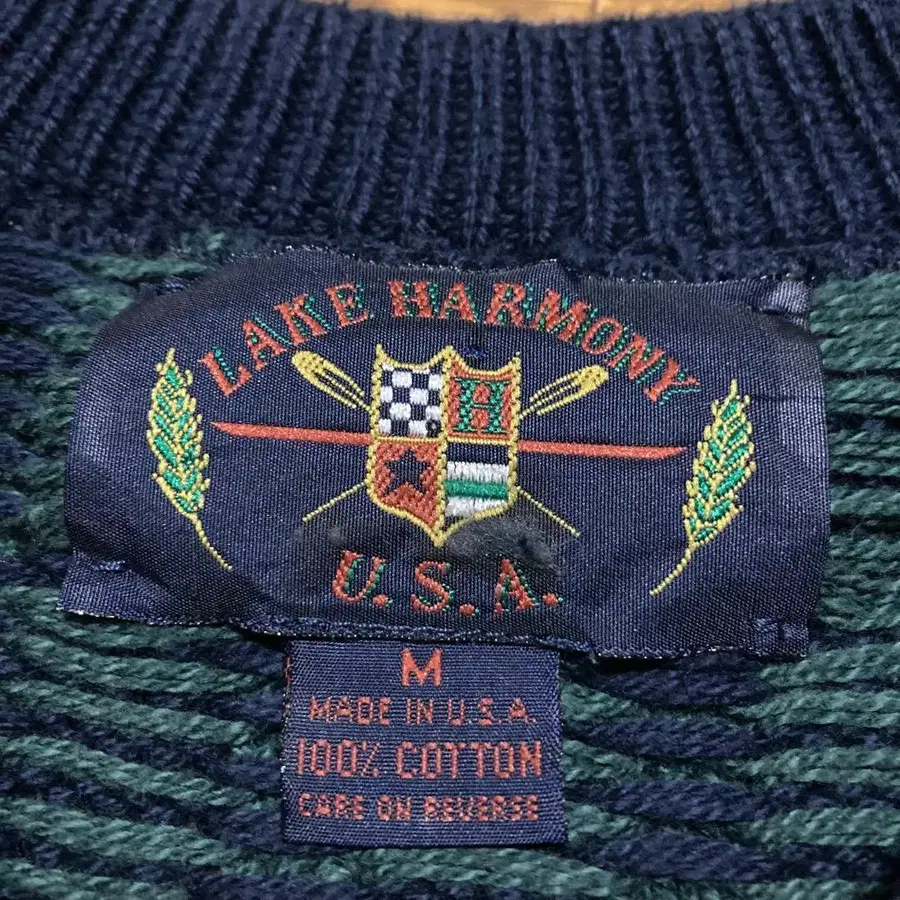 LAKE HARMONY
H
U.S.A.
M
MADE IN U.S.A.
100% COTTON
CARE ON REVERSE